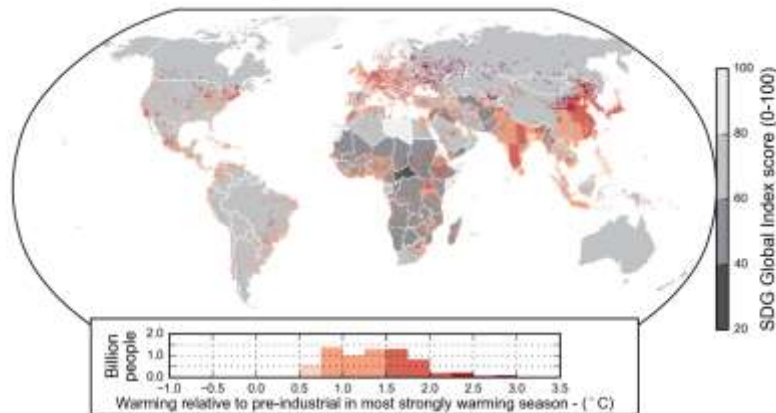 100
80
60
40
20
SDG Global Index score (0-100)
Billion
people
2.0
1.0
0.0
-1.0 -0.5 0.0 0.5 1.0 1.5 2.0 2.5 3.0 3.5
Warming relative to pre-industrial in most strongly warming season - (°C)